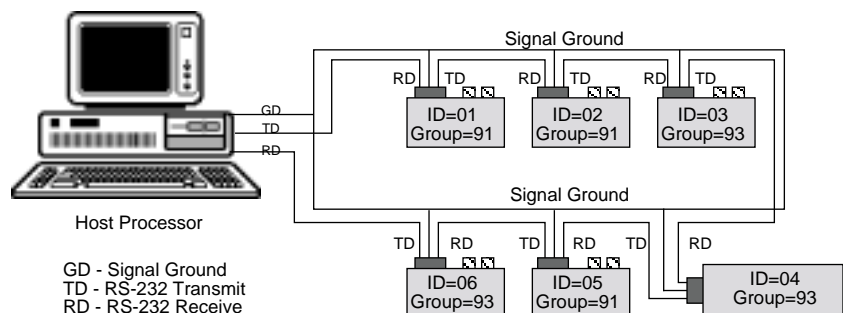 Signal Ground
RD TD RD TD RD TD
GD
TD
RD
ID=01
Group=91
ID=02
Group=91
ID=03
Group=93
Signal Ground
Host Processor
TD RD TD RD TD RD
GD - Signal Ground
TD - RS-232 Transmit
RD - RS-232 Receive
ID=06
Group=93
ID=05
Group=91
ID=04
Group=93